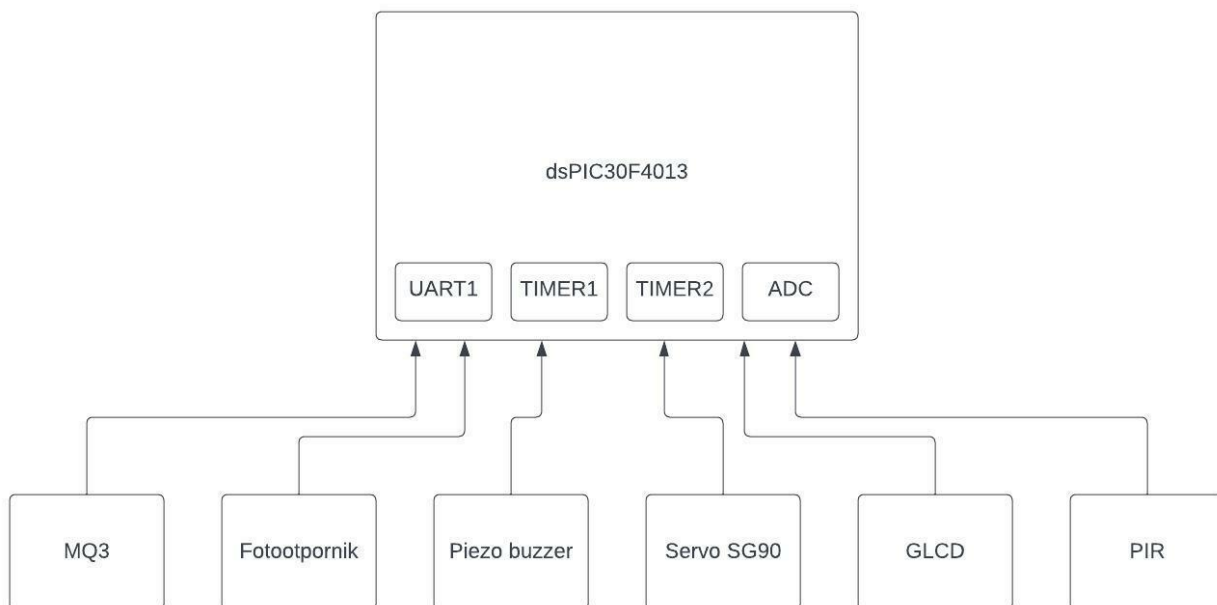 dsPIC30F4013
UART1
TIMER1
TIMER2
ADC
MQ3
Fotootpornik
Piezo buzzer
Servo SG90
GLCD
PIR